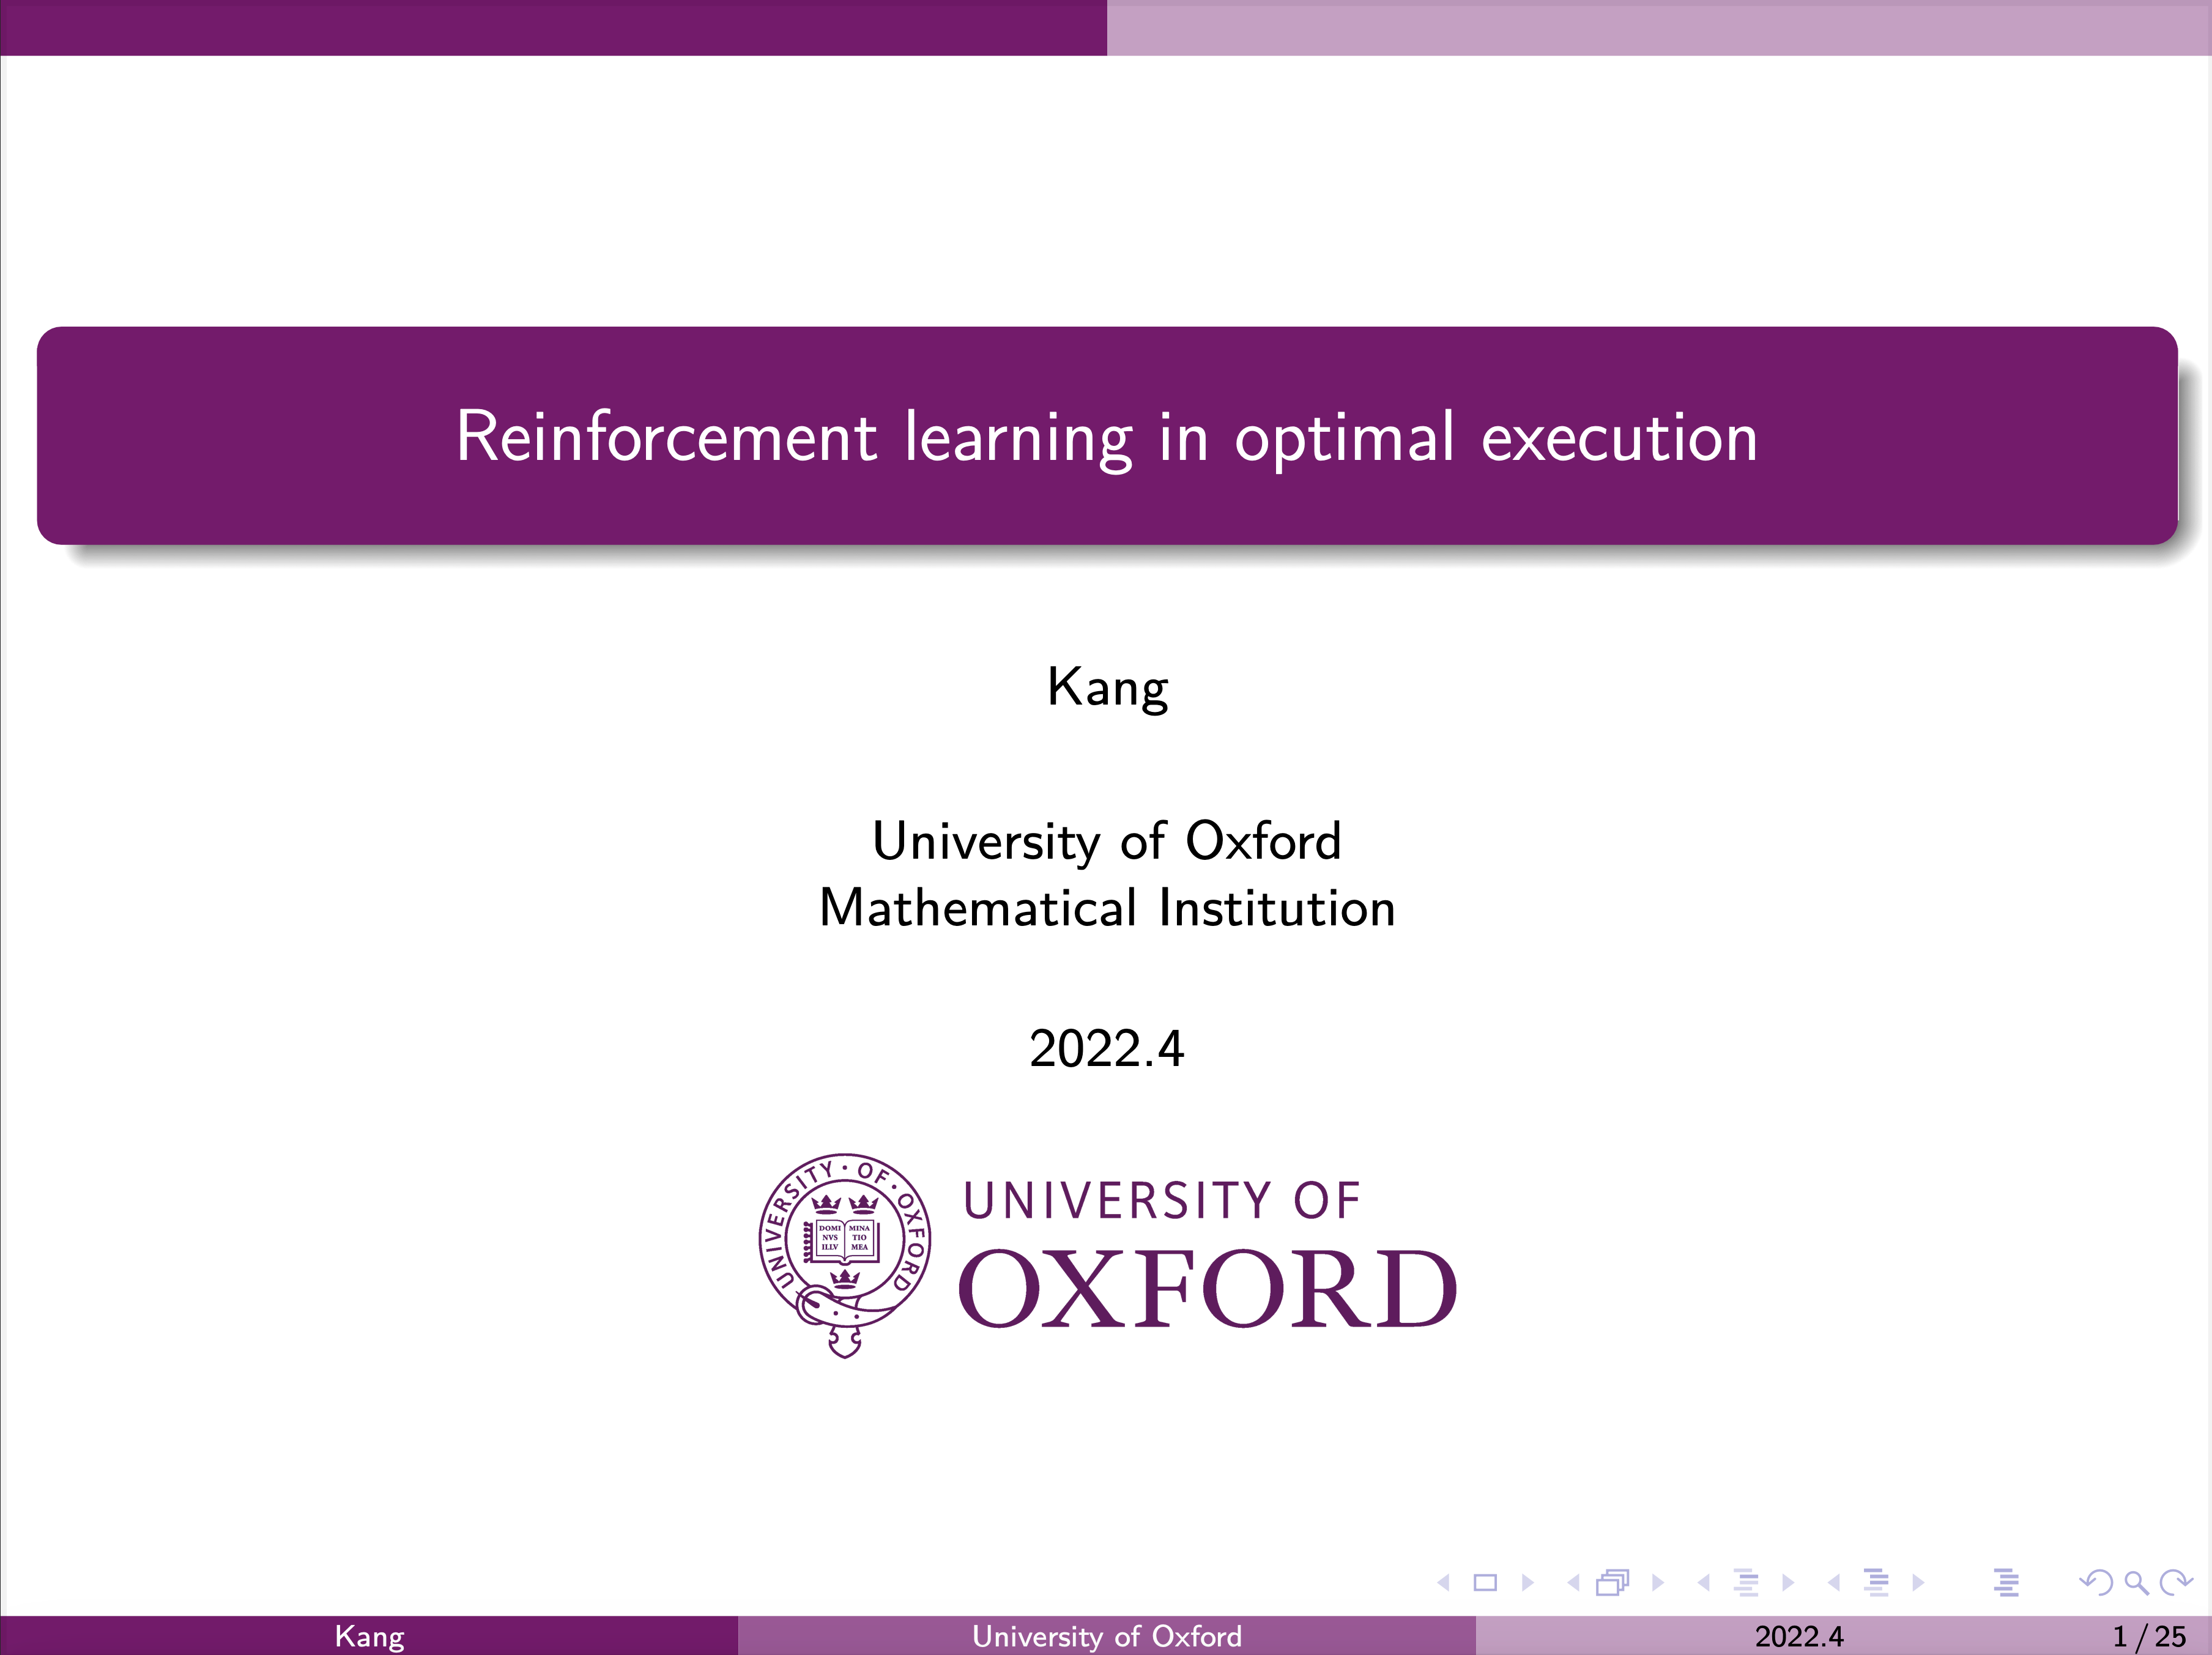 Reinforcement learning in optimal execution
Kang
University of Oxford
Mathematical Institution
2022.4
UNIVERSITY · OF · OXFORD
DOMI MINA
NVS TIO
ILLV MEA
UNIVERSITY OF
OXFORD
Kang
University of Oxford
2022.4
1 / 25